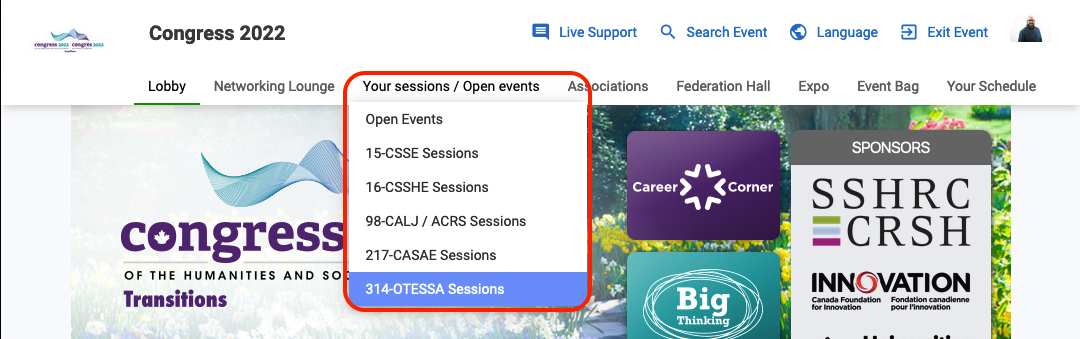 congress 2022 congrès 2022
Transitions
Congress 2022
Live Support
Search Event
Language
Exit Event
Lobby
Networking Lounge
Your sessions / Open events
Associations
Federation Hall
Expo
Event Bag
Your Schedule
Open Events
15-CSSE Sessions
16-CSSHE Sessions
98-CALJ / ACRS Sessions
217-CASAE Sessions
314-OTESSA Sessions
congress
OF THE HUMANITIES AND SO
Transitions
Career Corner
Big
Thinking
SPONSORS
SSHRC
CRSH
INNOVATION
Canada Foundation
for Innovation
Fondation canadienne
pour l'innovation